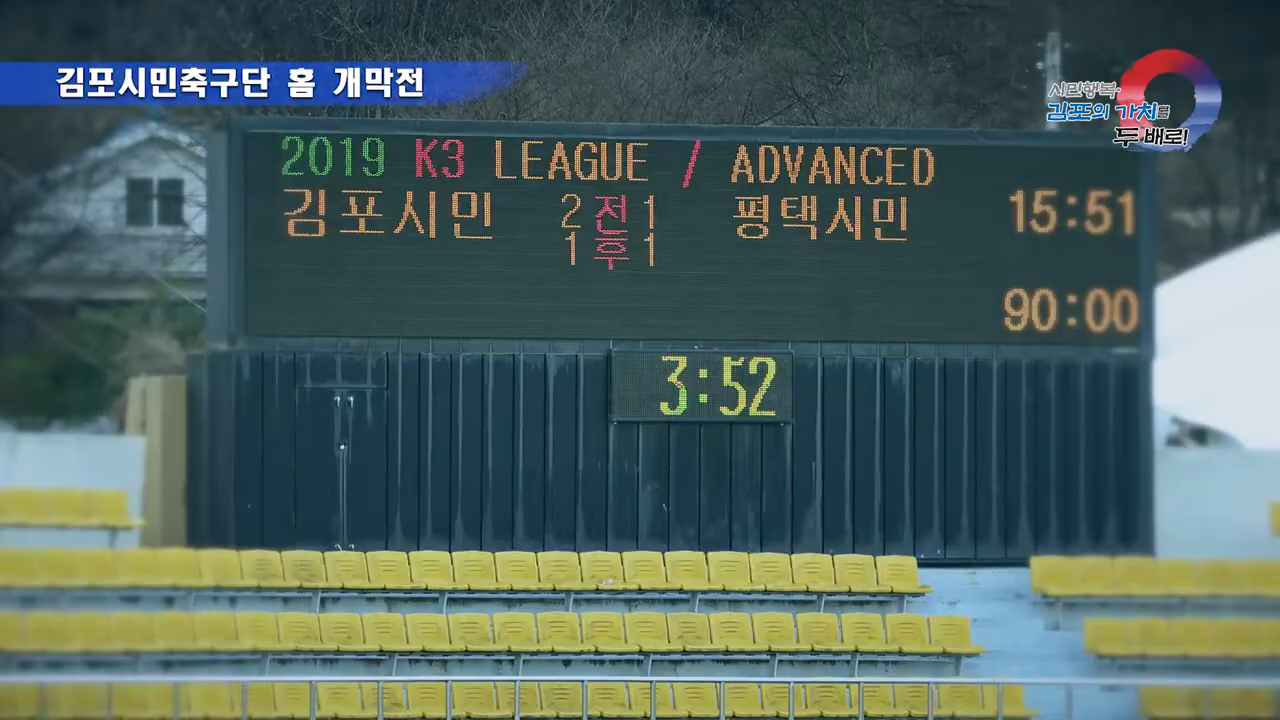 김포시민축구단 홈 개막전
시민행복·
김포의 가치를
두 배로!
2019 K3 LEAGUE / ADVANCED
김포시민 2 전 1 평택시민 15:51
1 후 1
90:00
3:52